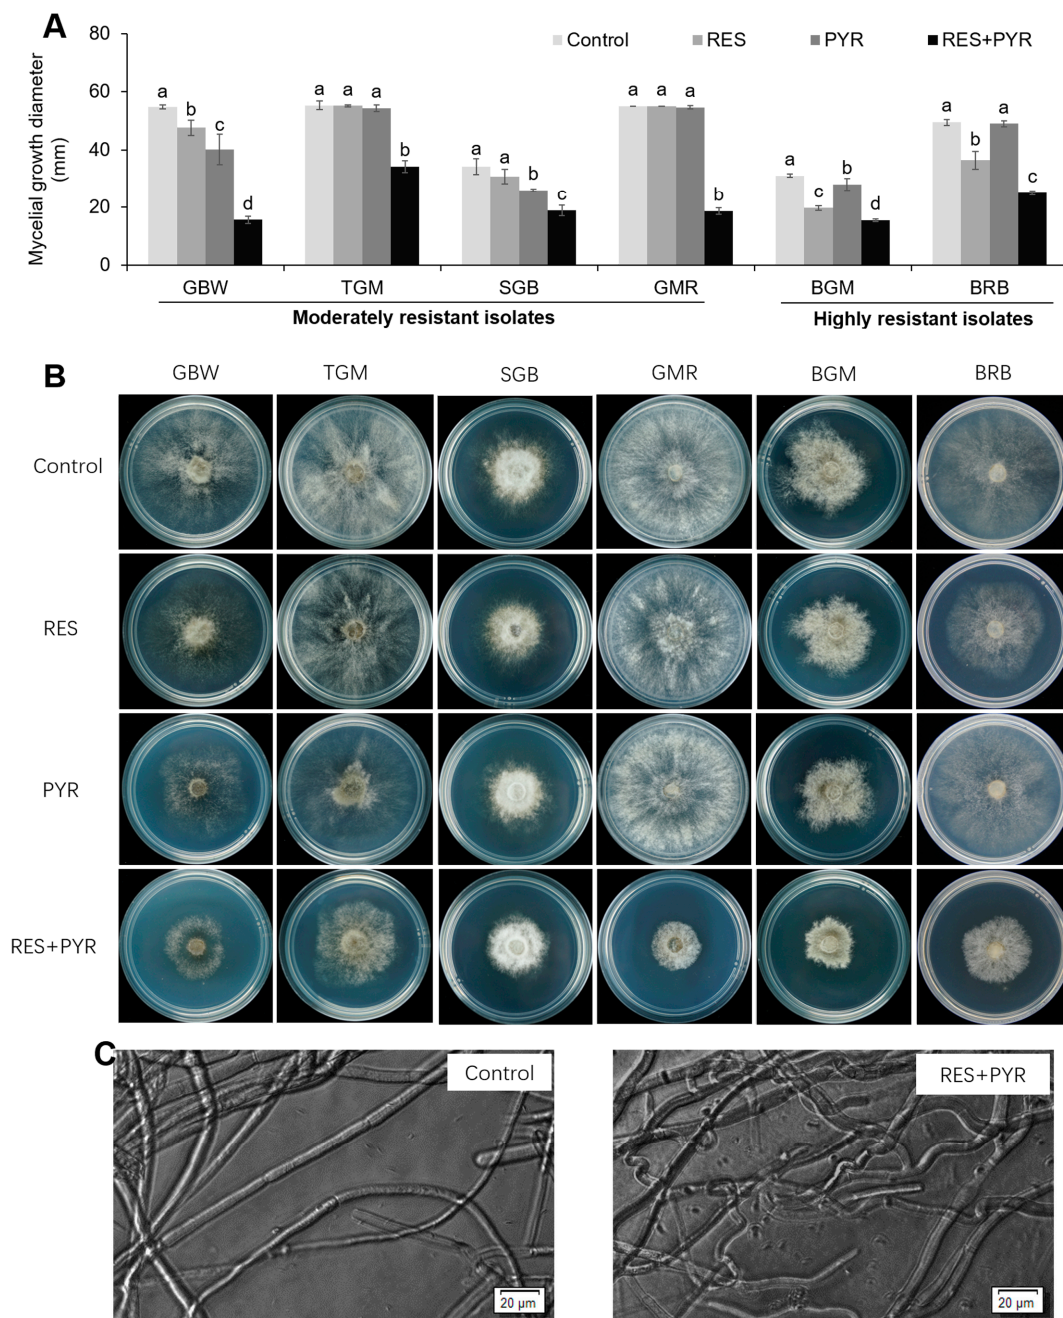 A
Mycelial growth diameter
(mm)
80
60
40
20
0
Control RES PYR RES+PYR
a b c d
a a a b
a a b c
a a a b
a c b d
a b a c
GBW TGM SGB GMR BGM BRB
Moderately resistant isolates Highly resistant isolates
B
GBW TGM SGB GMR BGM BRB
Control
RES
PYR
RES+PYR
C
Control RES+PYR
20 μm 20 μm